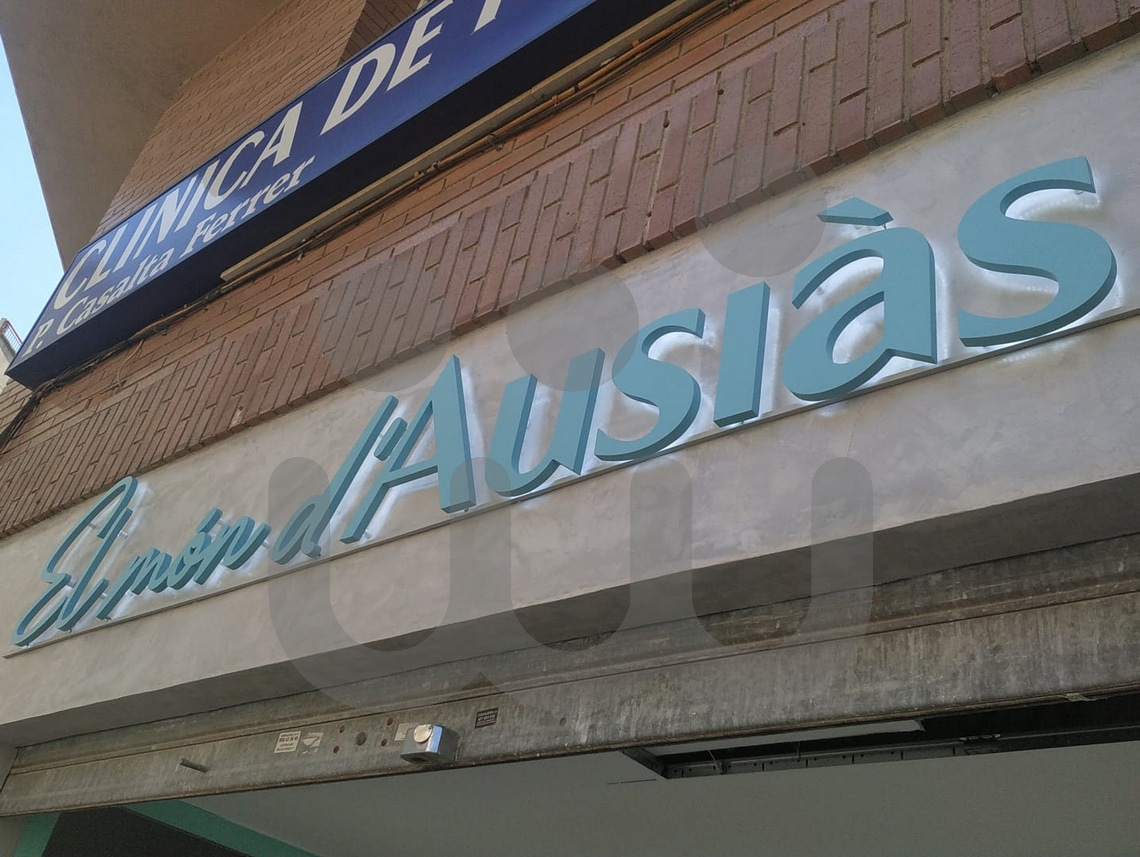 CLINICA DE
P. Casalta Ferrer
El món d'Ausiàs